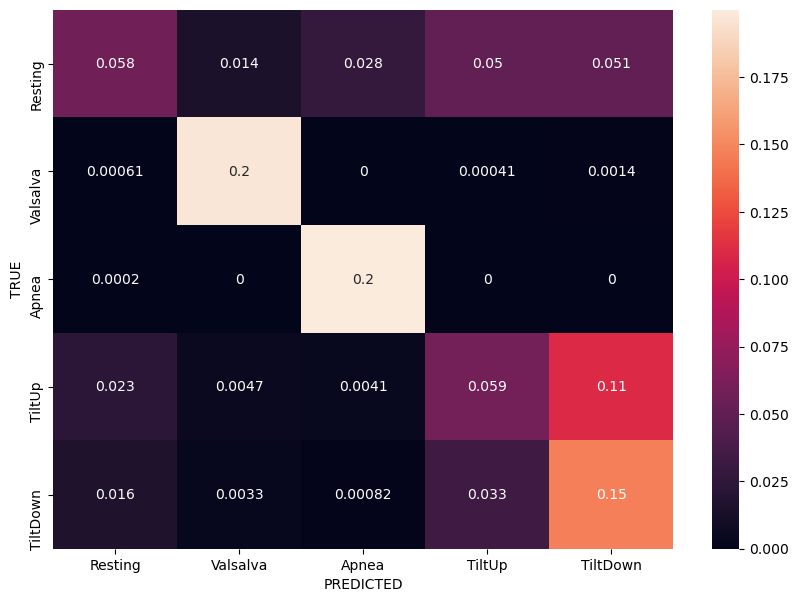 TRUE
Resting
0.058 0.014 0.028 0.05 0.051
Valsalva
0.00061 0.2 0 0.00041 0.0014
Apnea
0.0002 0 0.2 0 0
TiltUp
0.023 0.0047 0.0041 0.059 0.11
TiltDown
0.016 0.0033 0.00082 0.033 0.15
Resting Valsalva Apnea TiltUp TiltDown
PREDICTED
0.175
0.150
0.125
0.100
0.075
0.050
0.025
0.000